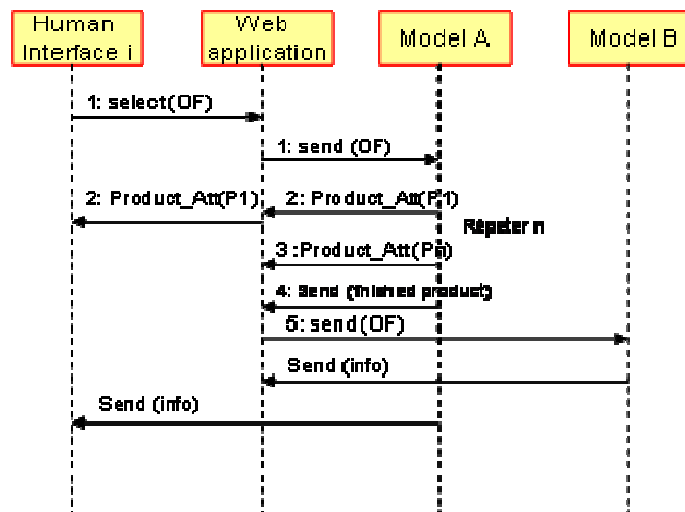 Human
Interface i
Web
application
Model A
Model B
1: select(OF)
1: send (OF)
2: Product_Att(P1)
2: Product_Att(P1)
3 :Product_Att(Pn)
4: Send (finished product)
5: send(OF)
Send (info)
Send (info)